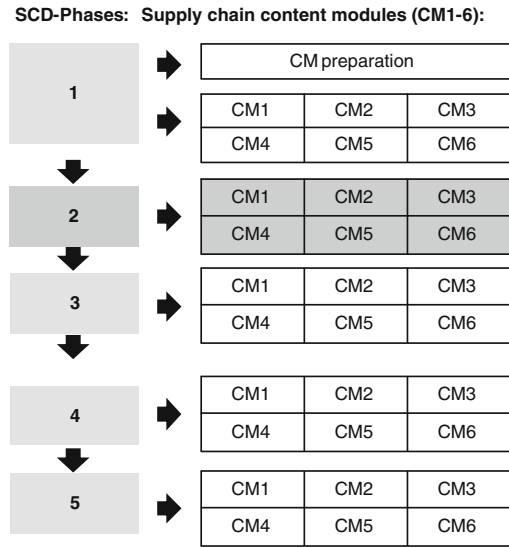 SCD-Phases: Supply chain content modules (CM1-6):
CM preparation
1
CM1 CM2 CM3
CM4 CM5 CM6
CM1 CM2 CM3
2
CM4 CM5 CM6
CM1 CM2 CM3
3
CM4 CM5 CM6
CM1 CM2 CM3
4
CM4 CM5 CM6
CM1 CM2 CM3
5
CM4 CM5 CM6